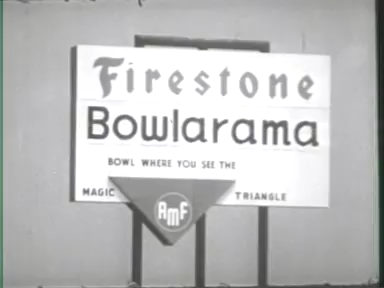 Firestone
Bowlarama
BOWL WHERE YOU SEE THE
MAGIC TRIANGLE
AMF